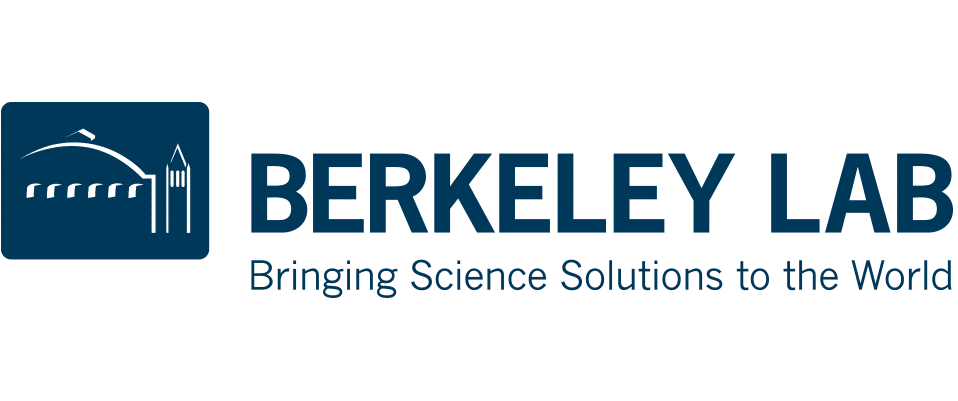 BERKELEY LAB
Bringing Science Solutions to the World